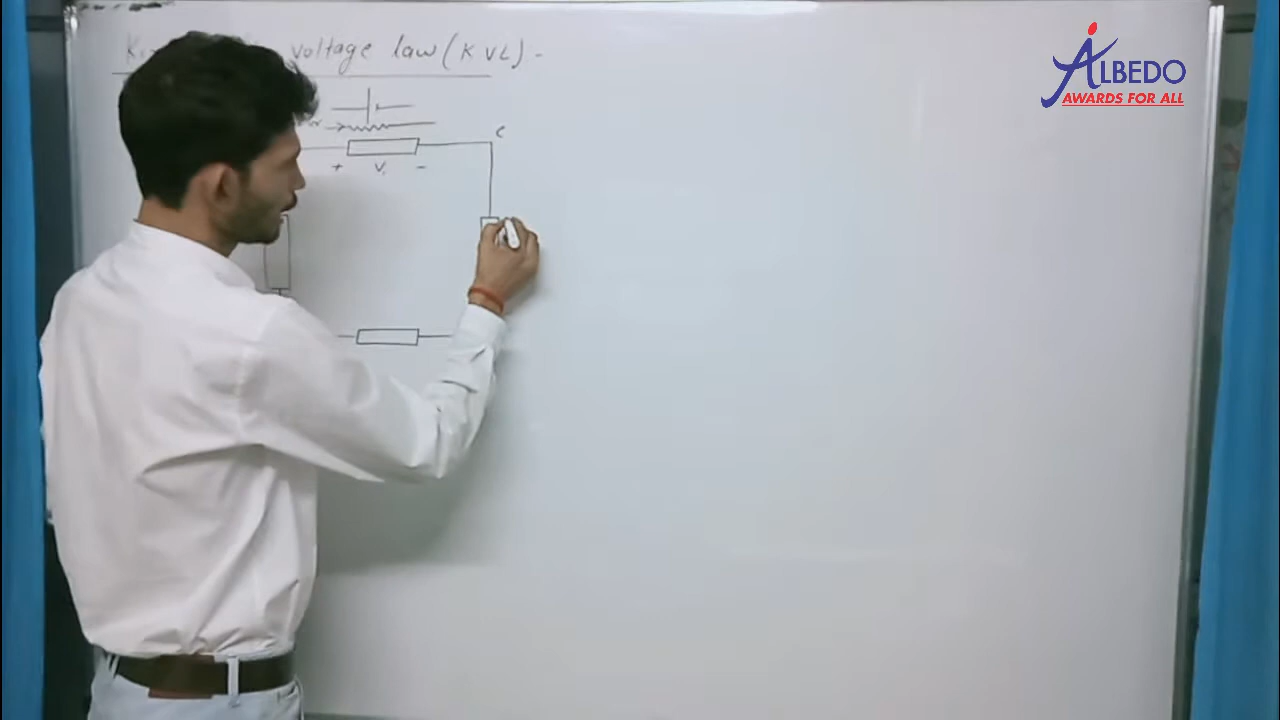 voltage law (KVL) -
C
+ V₁ -
ALBEDO
AWARDS FOR ALL